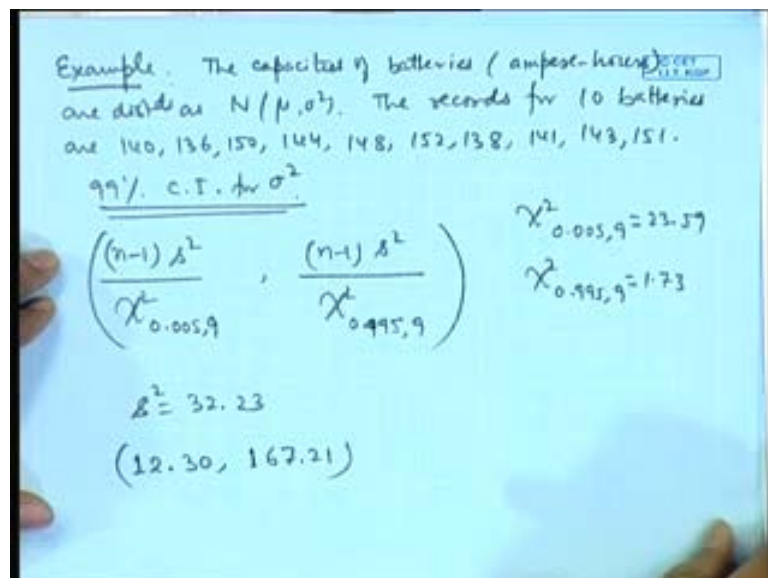 Example. The capacities of batteries (ampere-hours)
are distd as N(μ, σ²). The records for 10 batteries
are 140, 136, 150, 144, 148, 152, 138, 141, 143, 151.
99% C.I. for σ²
((n-1) s² / χ²0.005,9 , (n-1) s² / χ²0.995,9)
χ²0.005,9 = 23.59
χ²0.995,9 = 1.73
s² = 32.23
(12.30, 167.21)